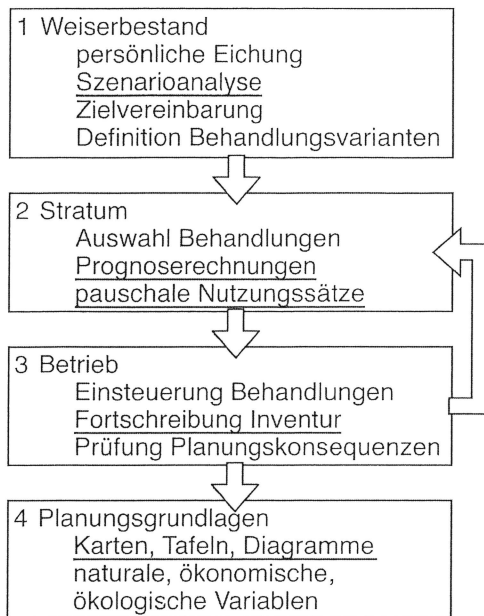 1 Weiserbestand
persönliche Eichung
Szenarioanalyse
Zielvereinbarung
Definition Behandlungsvarianten
2 Stratum
Auswahl Behandlungen
Prognoserechnungen
pauschale Nutzungssätze
3 Betrieb
Einsteuerung Behandlungen
Fortschreibung Inventur
Prüfung Planungskonsequenzen
4 Planungsgrundlagen
Karten, Tafeln, Diagramme
naturale, ökonomische,
ökologische Variablen